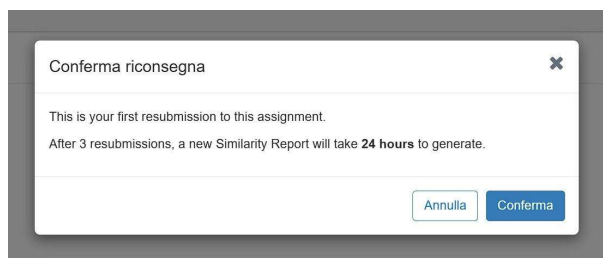 Conferma riconsegna
This is your first resubmission to this assignment.
After 3 resubmissions, a new Similarity Report will take 24 hours to generate.
Annulla
Conferma